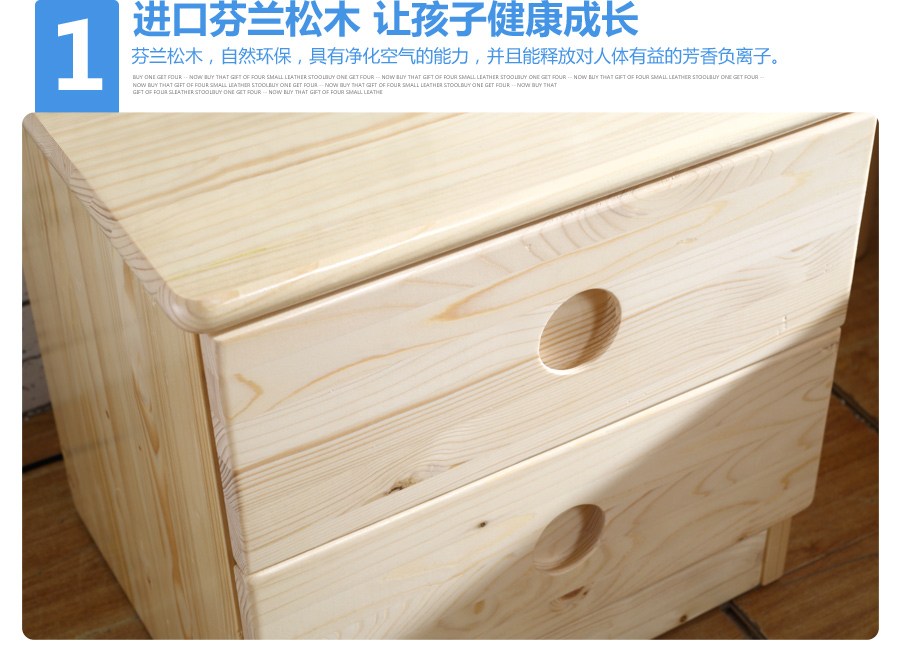 1
进口芬兰松木 让孩子健康成长
芬兰松木，自然环保，具有净化空气的能力，并且能释放对人体有益的芳香负离子。
BUY ONE GET FOUR -- NOW BUY THAT GIFT OF FOUR SMALL LEATHER STOOLBUY ONE GET FOUR -- NOW BUY THAT GIFT OF FOUR SMALL LEATHER STOOLBUY ONE GET FOUR -- NOW BUY THAT GIFT OF FOUR SMALL LEATHER STOOLBUY ONE GET FOUR --
NOW BUY THAT GIFT OF FOUR SMALL LEATHER STOOLBUY ONE GET FOUR -- NOW BUY THAT GIFT OF FOUR SMALL LEATHER STOOLBUY ONE GET FOUR -- NOW BUY THAT
GIFT OF FOUR SLEATHER STOOLBUY ONE GET FOUR -- NOW BUY THAT GIFT OF FOUR SMALL LEATHE